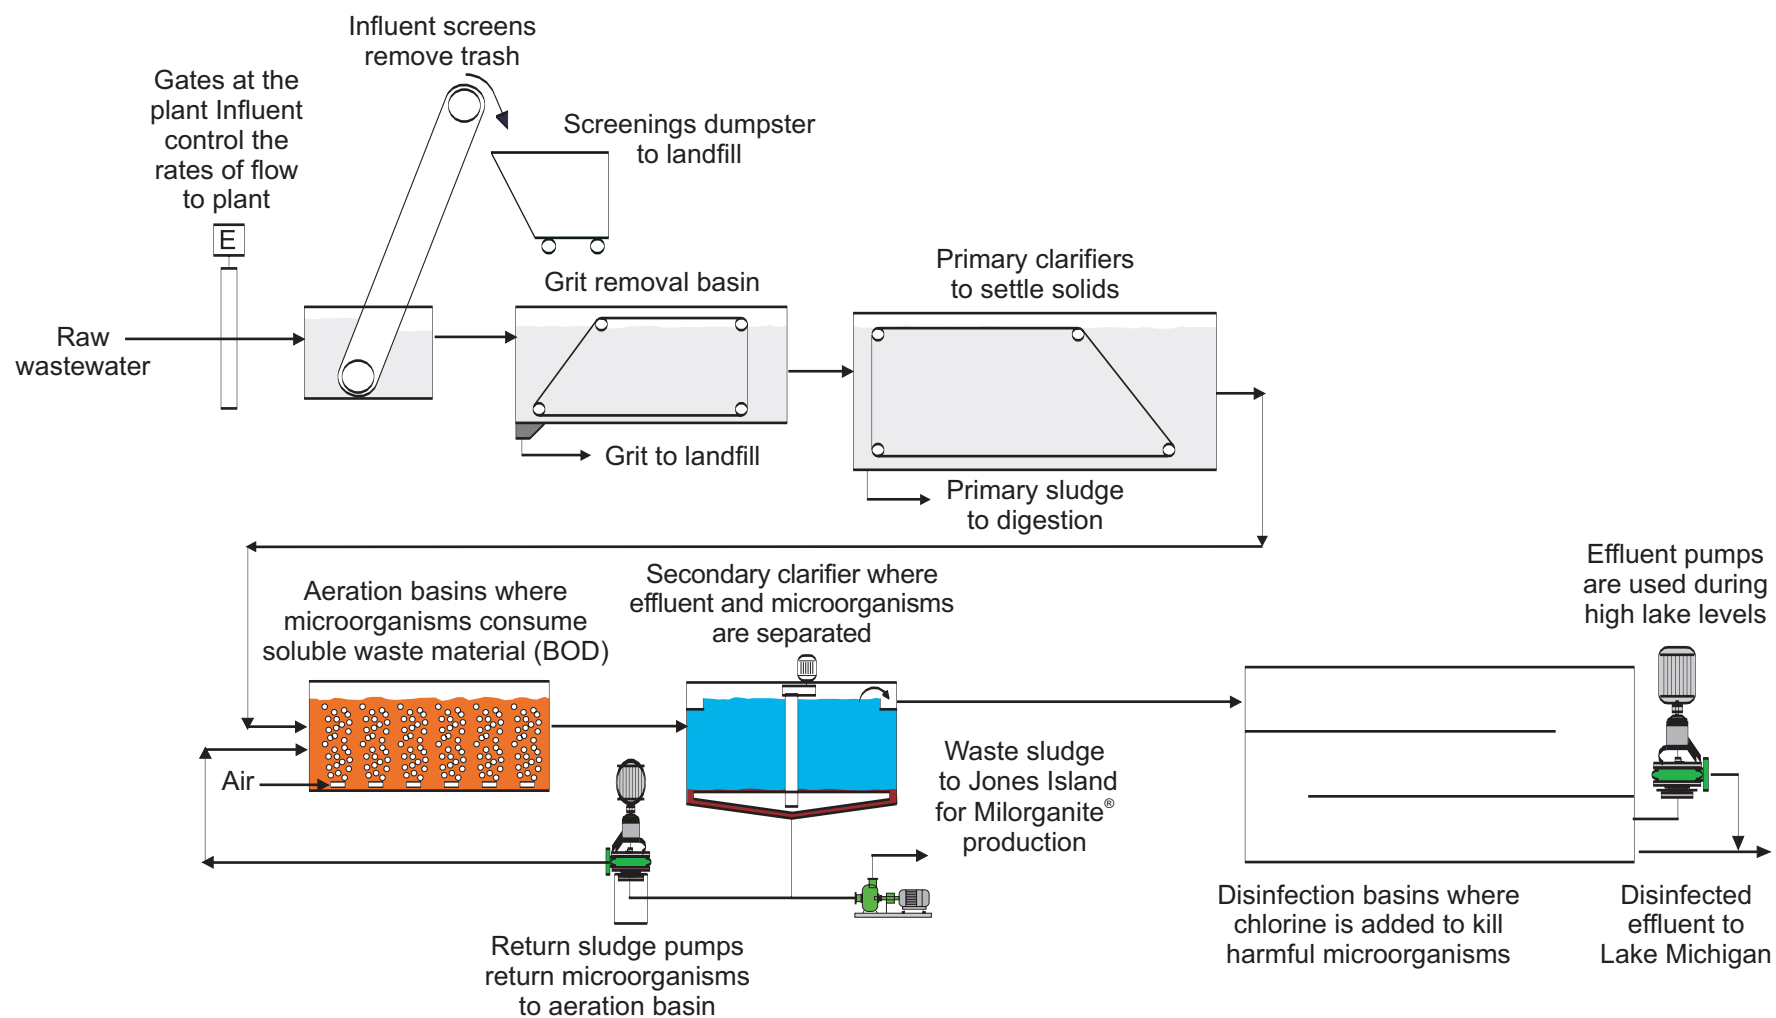 Influent screens
remove trash
Gates at the
plant Influent
control the
rates of flow
to plant
E
Screenings dumpster
to landfill
Raw
wastewater
Grit removal basin
Grit to landfill
Primary clarifiers
to settle solids
Primary sludge
to digestion
Aeration basins where
microorganisms consume
soluble waste material (BOD)
Air
Secondary clarifier where
effluent and microorganisms
are separated
Return sludge pumps
return microorganisms
to aeration basin
Waste sludge
to Jones Island
for Milorganite®
production
Disinfection basins where
chlorine is added to kill
harmful microorganisms
Effluent pumps
are used during
high lake levels
Disinfected
effluent to
Lake Michigan